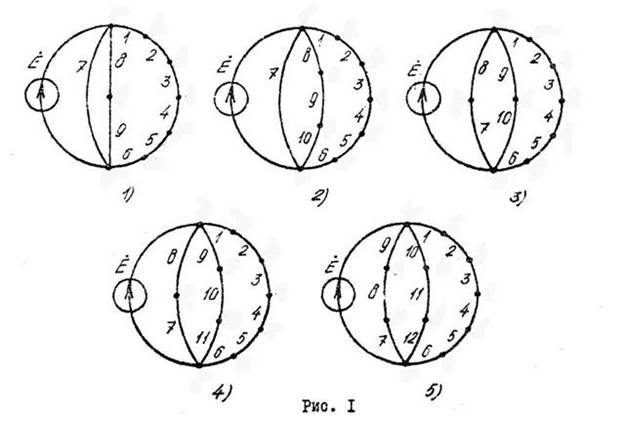 Ė 7 1 8 2 3 4 9 6 5
1)
Ė 7 1 8 2 3 9 4 10 6 5
2)
Ė 8 9 1 2 3 4 7 10 6 5
3)
Ė 8 9 1 2 3 10 4 7 11 6 5
4)
Ė 9 10 1 2 3 8 11 4 7 12 6 5
5)
Рис. I